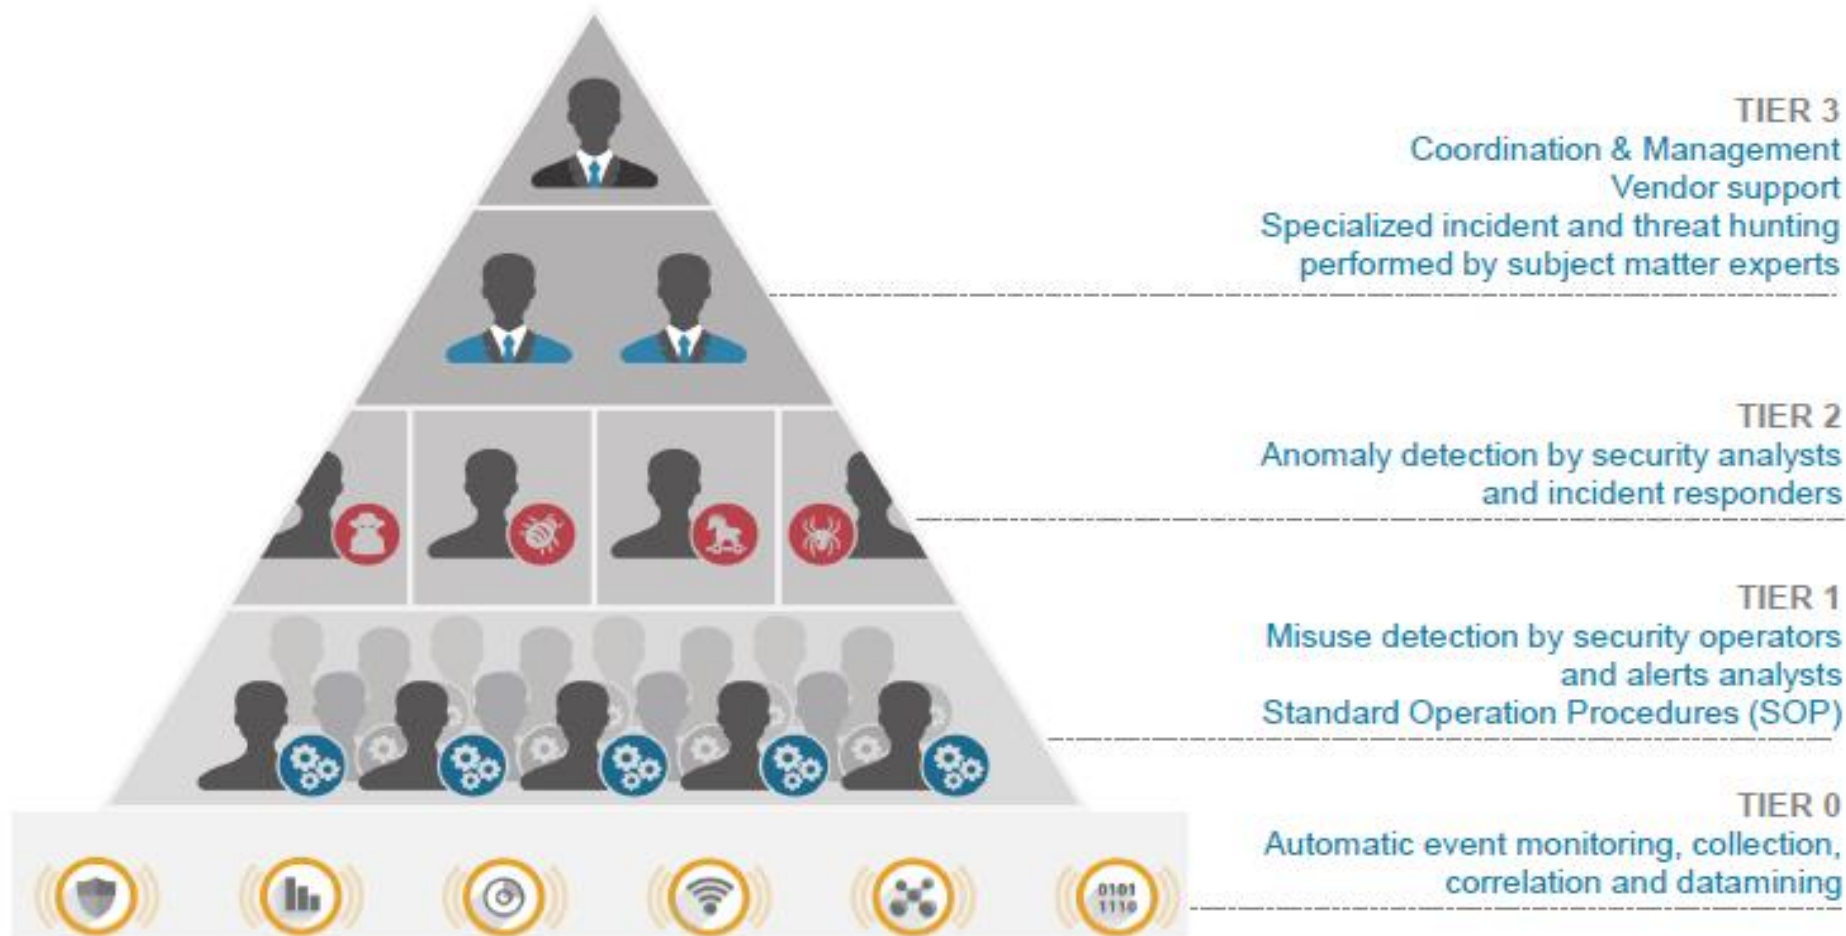 TIER 3
Coordination & Management
Vendor support
Specialized incident and threat hunting
performed by subject matter experts
TIER 2
Anomaly detection by security analysts
and incident responders
TIER 1
Misuse detection by security operators
and alerts analysts
Standard Operation Procedures (SOP)
TIER 0
Automatic event monitoring, collection,
correlation and datamining
0101
1110